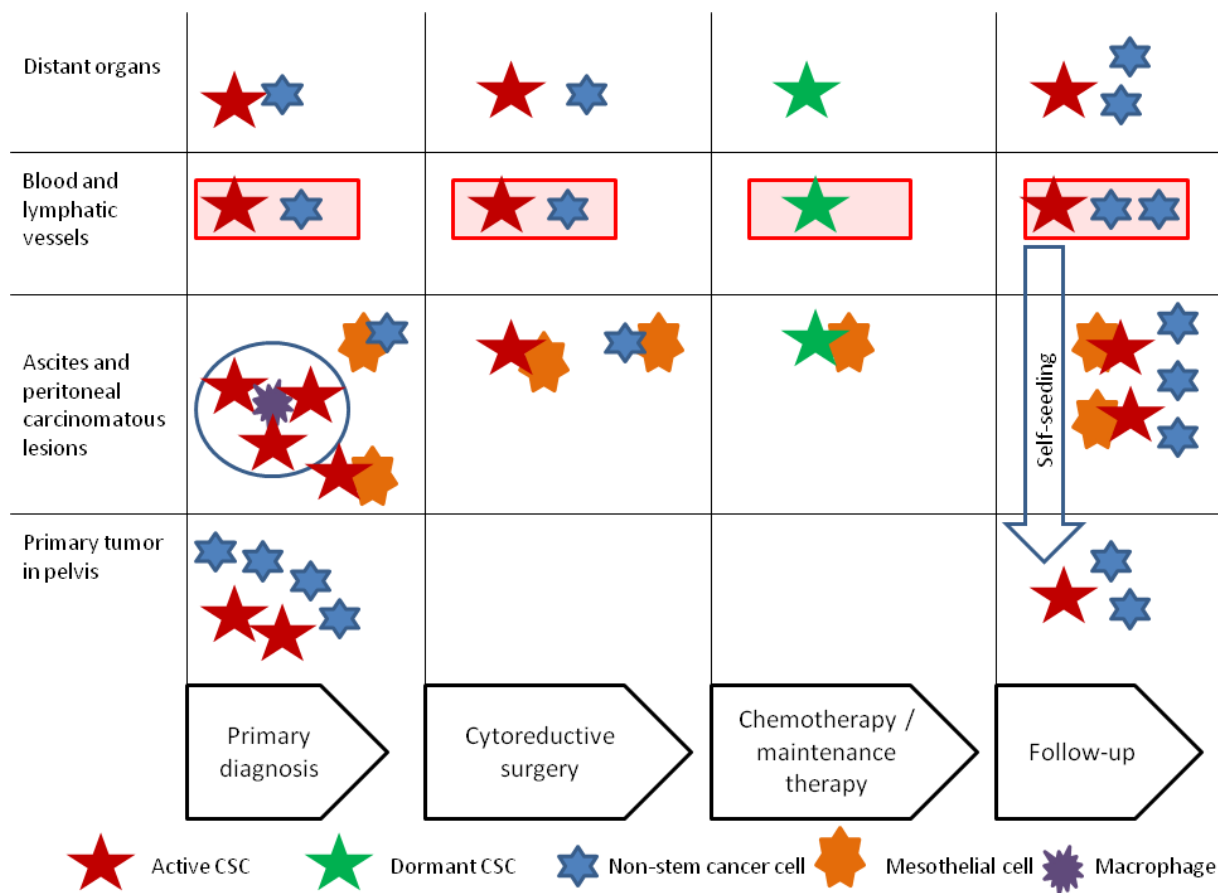 Distant organs
Blood and
lymphatic
vessels
Ascites and
peritoneal
carcinomatous
lesions
Self-seeding
Primary tumor
in pelvis
Primary
diagnosis
Cytoreductive
surgery
Chemotherapy /
maintenance
therapy
Follow-up
Active CSC
Dormant CSC
Non-stem cancer cell
Mesothelial cell
Macrophage